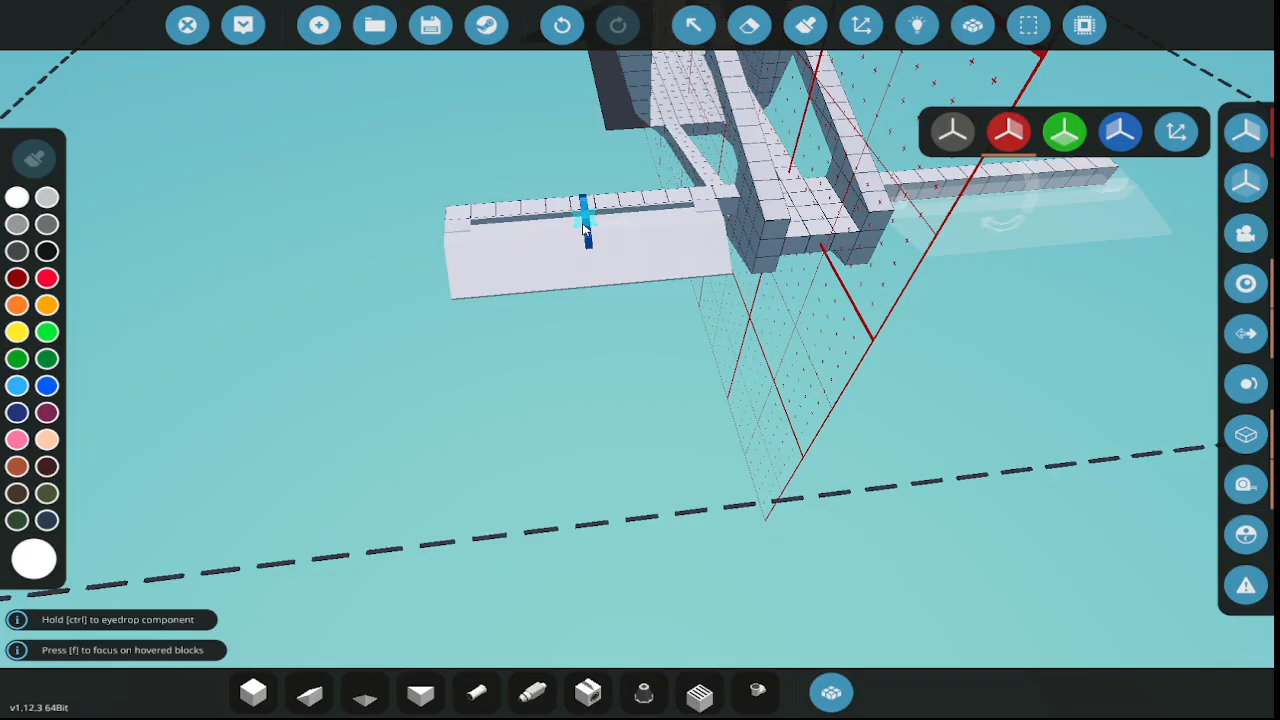 Hold [ctrl] to eyedrop component
Press [f] to focus on hovered blocks
v1.12.3 64Bit